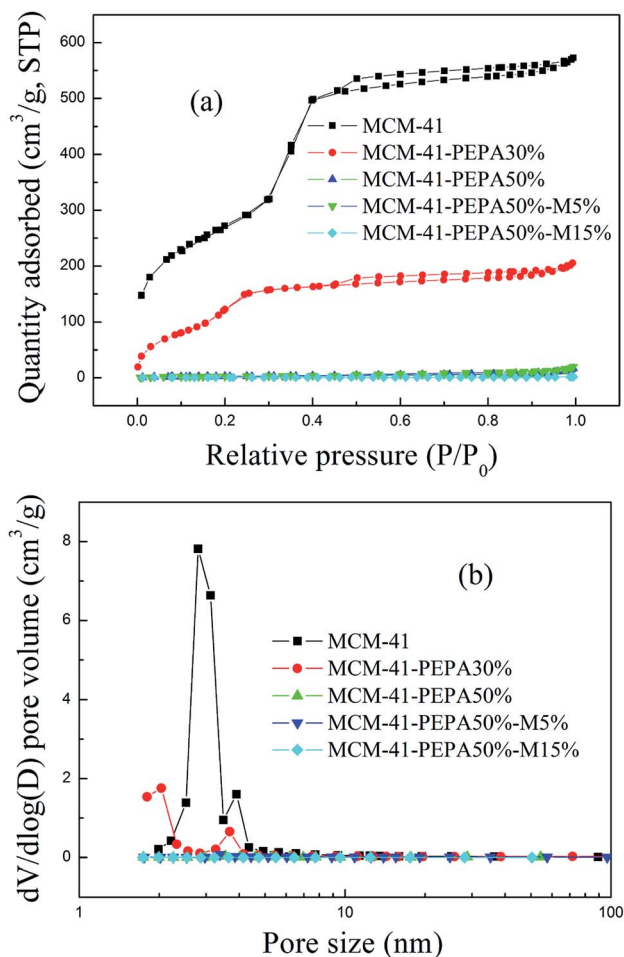 600
500
400
300
200
100
0
Quantity adsorbed (cm³/g, STP)
(a)
MCM-41
MCM-41-PEPA30%
MCM-41-PEPA50%
MCM-41-PEPA50%-M5%
MCM-41-PEPA50%-M15%
0.0 0.2 0.4 0.6 0.8 1.0
Relative pressure (P/P₀)
8
6
4
2
0
dV/dlog(D) pore volume (cm³/g)
(b)
MCM-41
MCM-41-PEPA30%
MCM-41-PEPA50%
MCM-41-PEPA50%-M5%
MCM-41-PEPA50%-M15%
1 10 100
Pore size (nm)